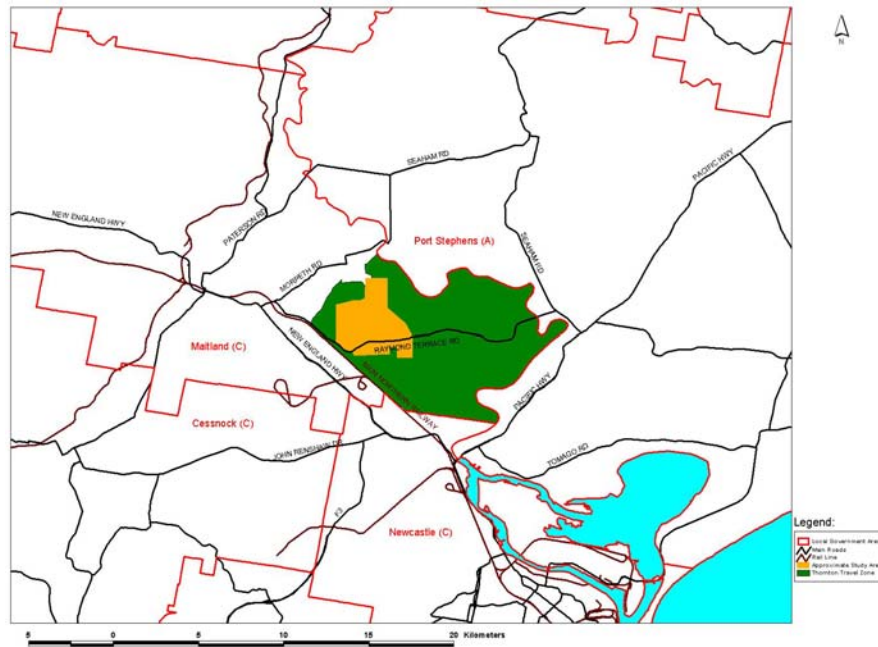 N
SEAHAM RD
PACIFIC HWY
NEW ENGLAND HWY
PATERSON RD
Port Stephens (A)
SEAHAM RD
MORPETH RD
RAYMOND TERRACE RD
Maitland (C)
NEW ENGLAND HWY
MAIN NORTHERN RAILWAY
PACIFIC HWY
Cessnock (C)
JOHN RENSHAW DR
TOMAGO RD
F3
Newcastle (C)
Legend:
Local Government Area
Main Roads
Rail Line
Approximate Study Area
Thornton Travel Zone
5 0 5 10 15 20 Kilometers